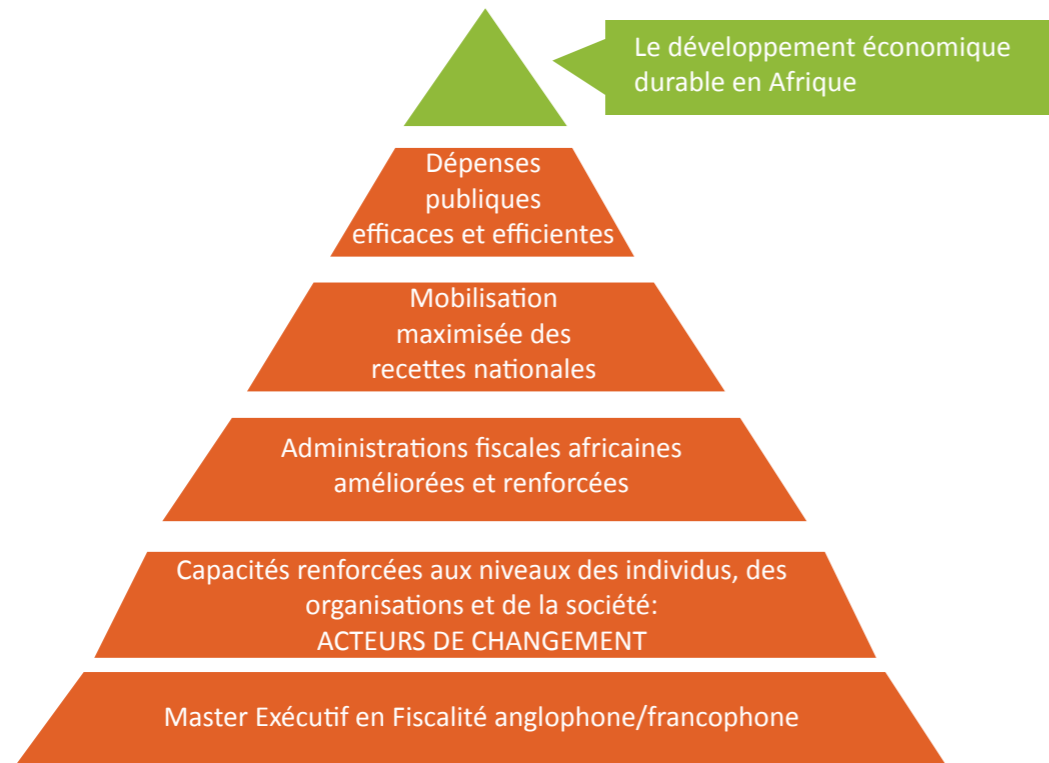 Le développement économique
durable en Afrique
Dépenses
publiques
efficaces et efficientes
Mobilisation
maximisée des
recettes nationales
Administrations fiscales africaines
améliorées et renforcées
Capacités renforcées aux niveaux des individus, des
organisations et de la société:
ACTEURS DE CHANGEMENT
Master Exécutif en Fiscalité anglophone/francophone